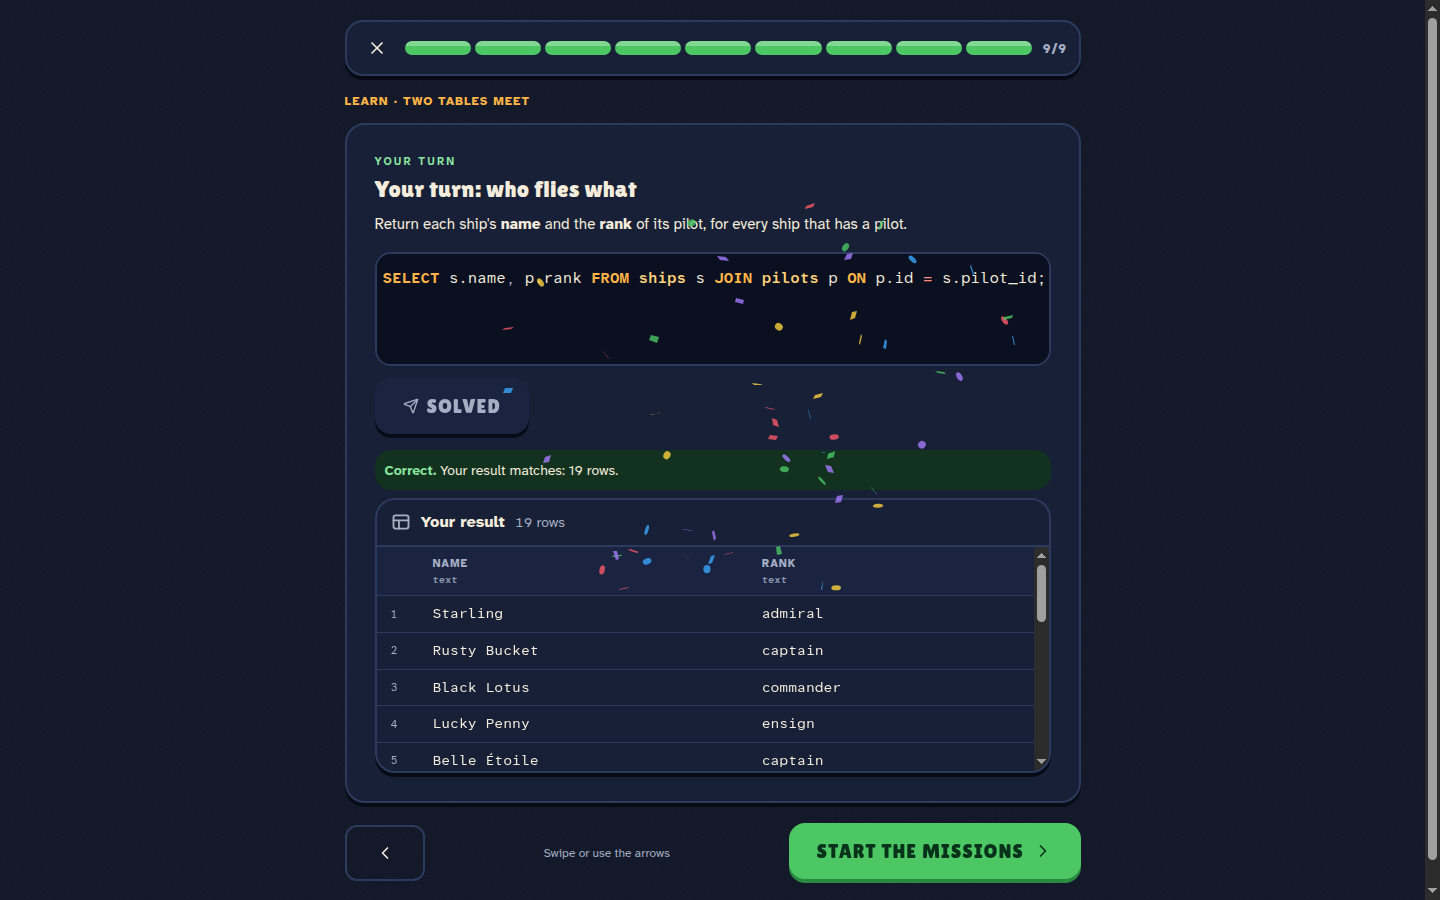 9/9
LEARN · TWO TABLES MEET
YOUR TURN
Your turn: who flies what
Return each ship's name and the rank of its pilot, for every ship that has a pilot.
SELECT s.name, p.rank FROM ships s JOIN pilots p ON p.id = s.pilot_id;
SOLVED
Correct. Your result matches: 19 rows.
Your result 19 rows
NAME RANK
text text
1 Starling admiral
2 Rusty Bucket captain
3 Black Lotus commander
4 Lucky Penny ensign
5 Belle Étoile captain
Swipe or use the arrows
START THE MISSIONS